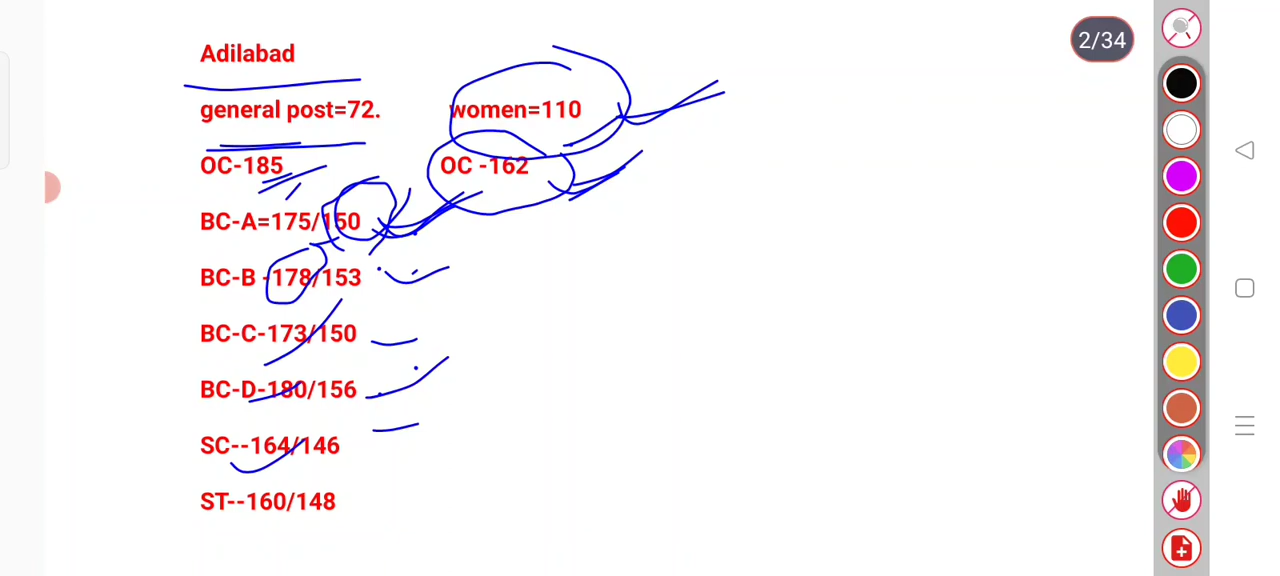 2/34
Adilabad
general post=72. women=110
OC-185 OC -162
BC-A=175/150
BC-B -178/153
BC-C-173/150
BC-D-180/156
SC--164/146
ST--160/148